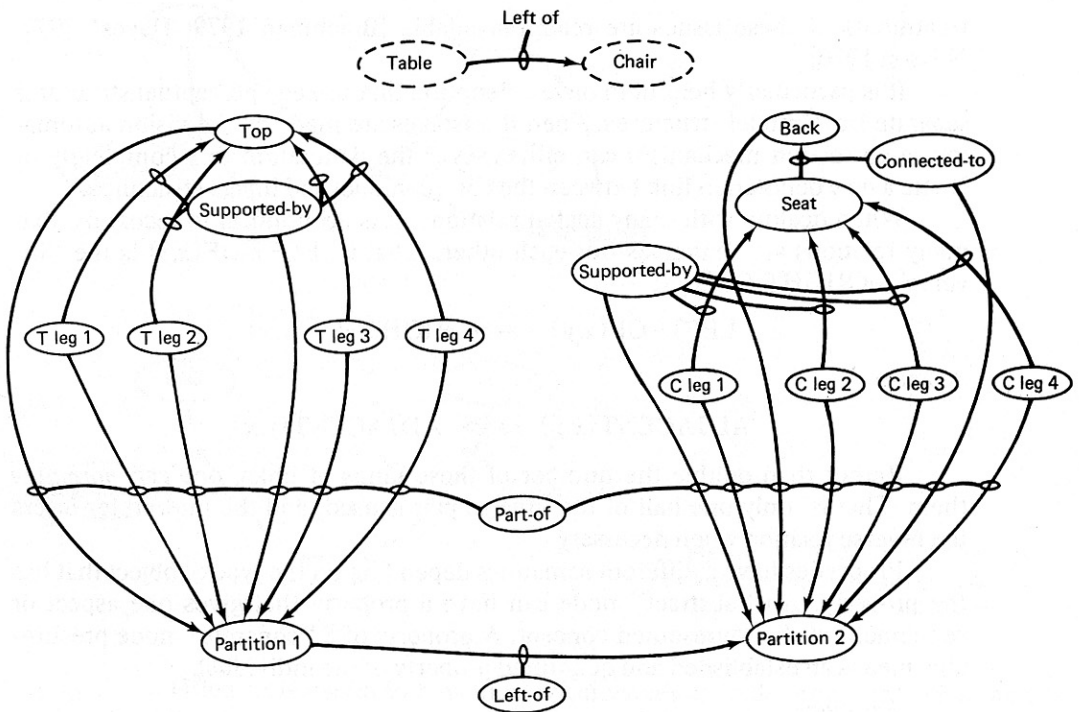 Left of
Table
Chair
Top
Back
Connected-to
Supported-by
Seat
Supported-by
T leg 1
T leg 2
T leg 3
T leg 4
C leg 1
C leg 2
C leg 3
C leg 4
Part-of
Partition 1
Partition 2
Left-of